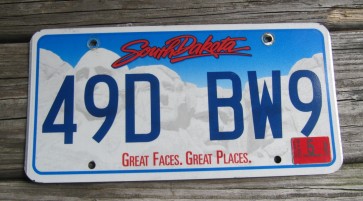 South Dakota
49D BW9
GREAT FACES. GREAT PLACES.